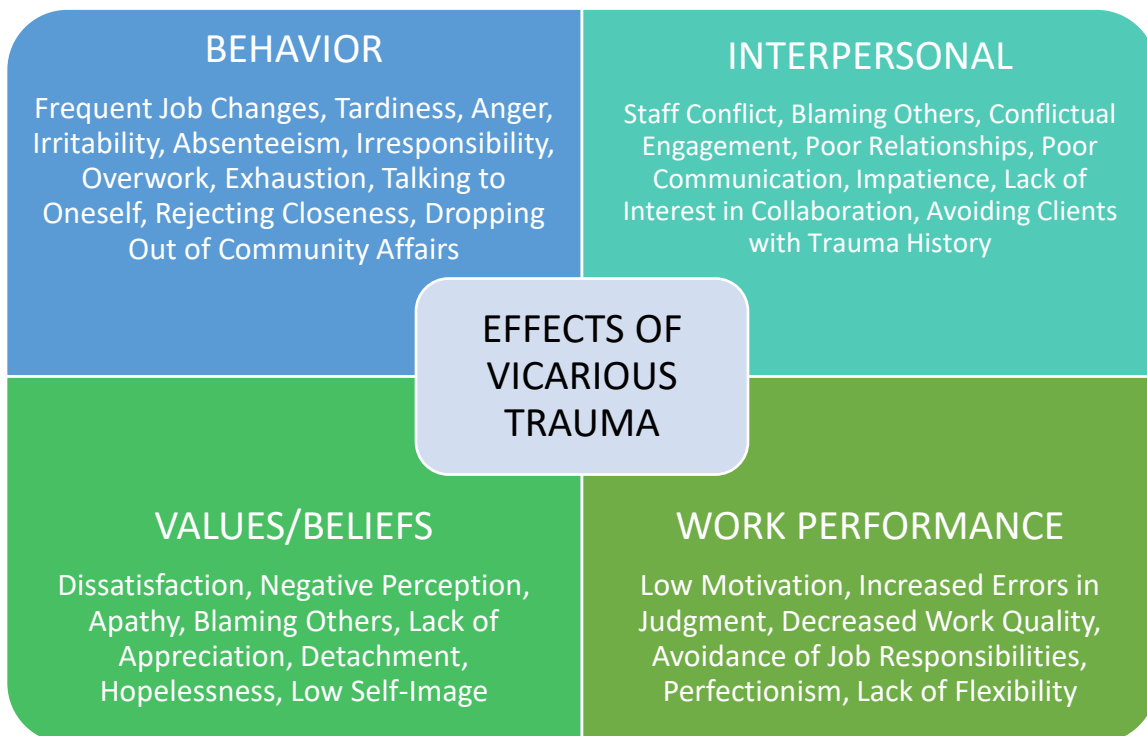 BEHAVIOR
Frequent Job Changes, Tardiness, Anger,
Irritability, Absenteeism, Irresponsibility,
Overwork, Exhaustion, Talking to
Oneself, Rejecting Closeness, Dropping
Out of Community Affairs
INTERPERSONAL
Staff Conflict, Blaming Others, Conflictual
Engagement, Poor Relationships, Poor
Communication, Impatience, Lack of
Interest in Collaboration, Avoiding Clients
with Trauma History
EFFECTS OF
VICARIOUS
TRAUMA
VALUES/BELIEFS
Dissatisfaction, Negative Perception,
Apathy, Blaming Others, Lack of
Appreciation, Detachment,
Hopelessness, Low Self-Image
WORK PERFORMANCE
Low Motivation, Increased Errors in
Judgment, Decreased Work Quality,
Avoidance of Job Responsibilities,
Perfectionism, Lack of Flexibility